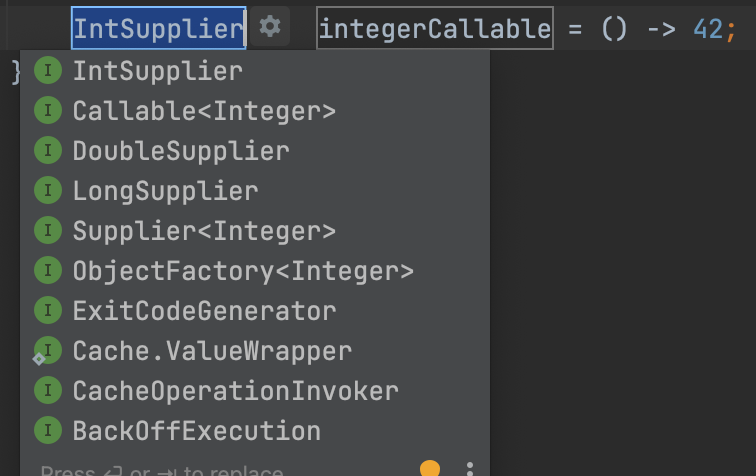 IntSupplier integerCallable = () -> 42;
}
IntSupplier
Callable<Integer>
DoubleSupplier
LongSupplier
Supplier<Integer>
ObjectFactory<Integer>
ExitCodeGenerator
Cache.ValueWrapper
CacheOperationInvoker
BackOffExecution
Press ↵ or →| to replace